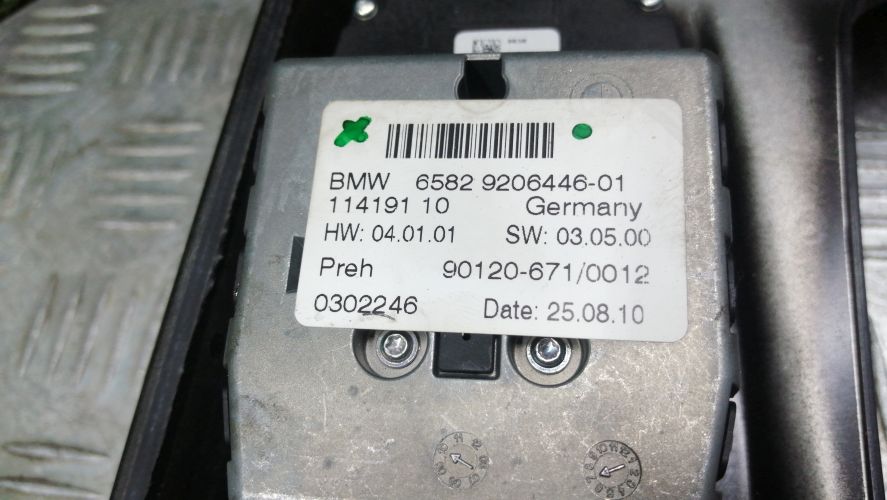 BMW 6582 9206446-01
114191 10 Germany
HW: 04.01.01 SW: 03.05.00
Preh 90120-671/0012
0302246 Date: 25.08.10